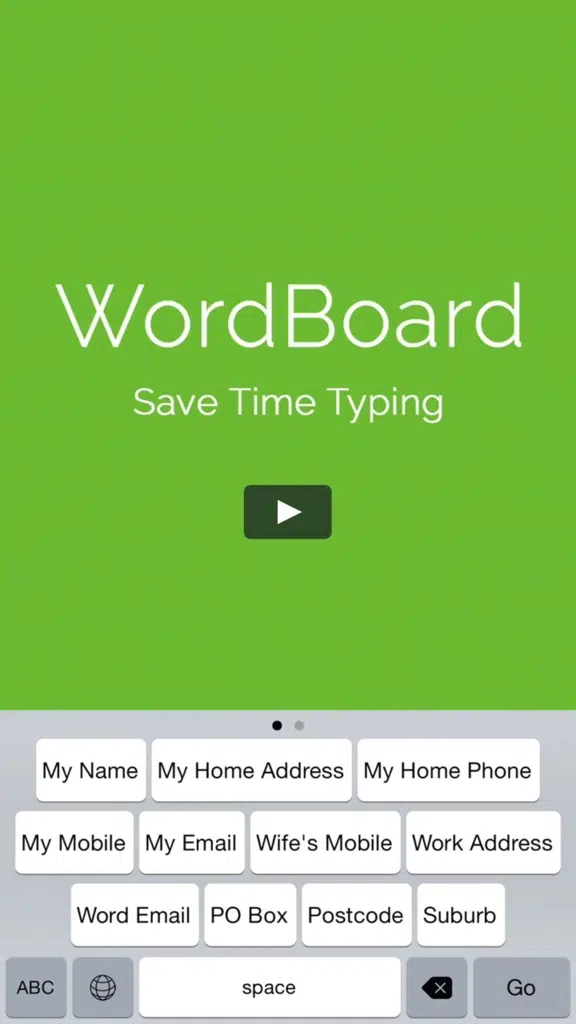 WordBoard
Save Time Typing
My Name My Home Address My Home Phone
My Mobile My Email Wife's Mobile Work Address
Word Email PO Box Postcode Suburb
ABC space Go